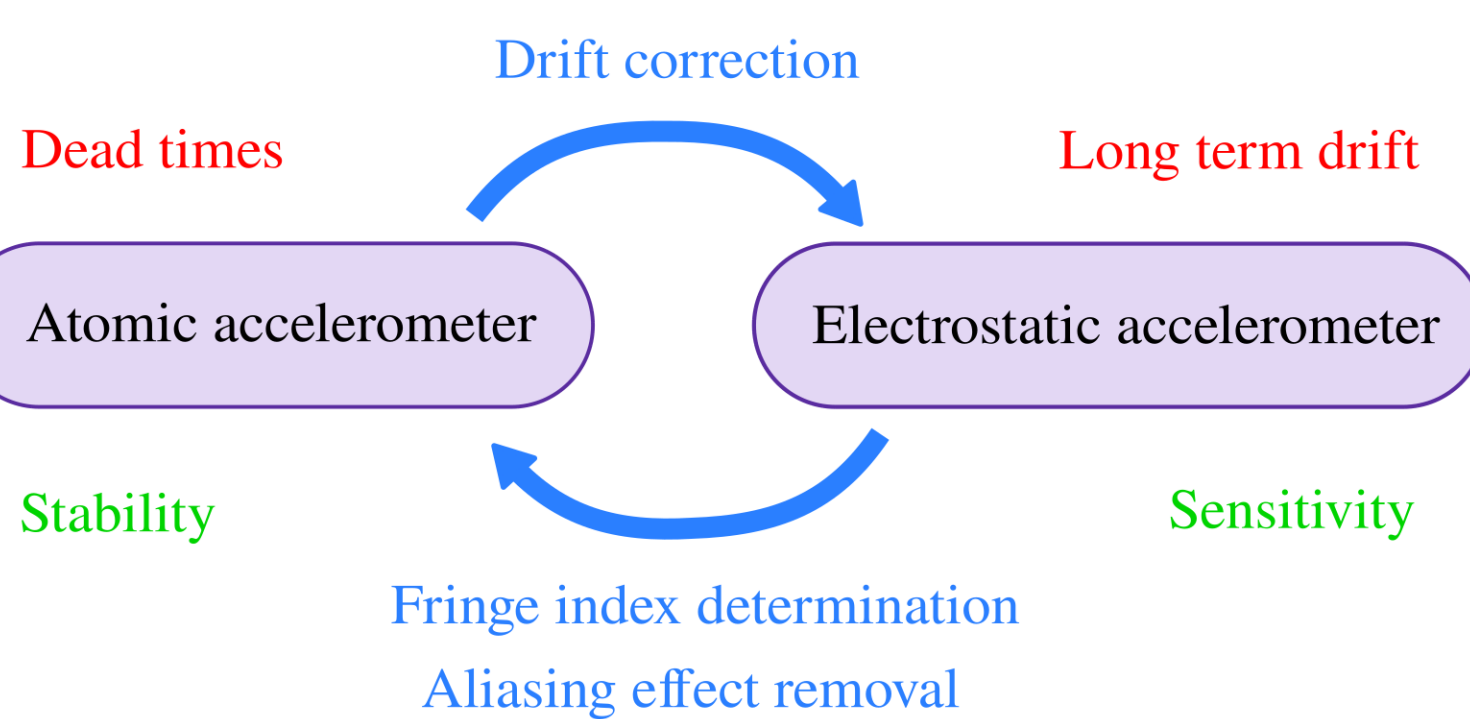 Drift correction
Dead times
Long term drift
Atomic accelerometer
Electrostatic accelerometer
Stability
Sensitivity
Fringe index determination
Aliasing effect removal